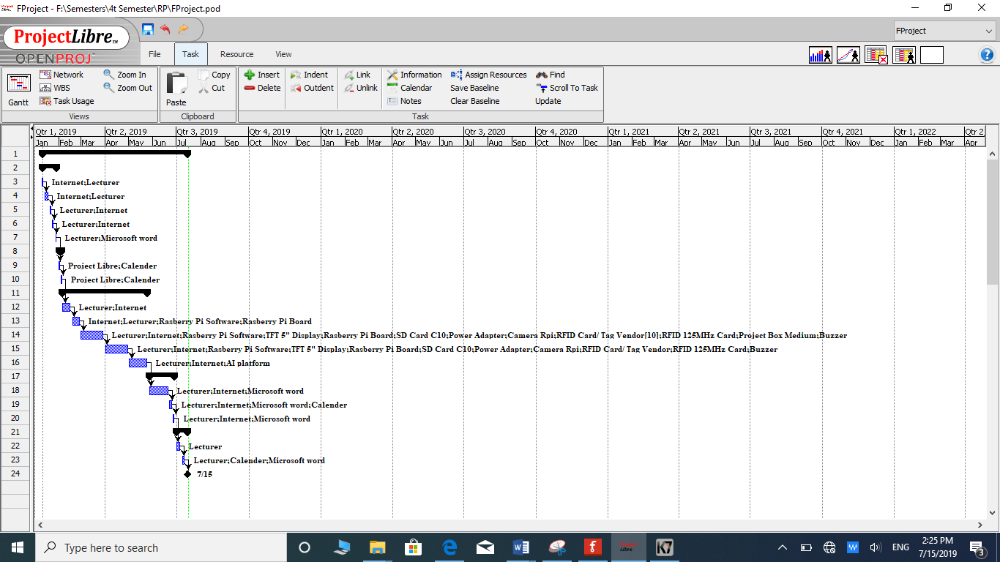 FProject - F:\Semesters\4t Semester\RP\FProject.pod
ProjectLibre™
OPENPROJ
FProject
File Task Resource View
Gantt
Network
WBS
Task Usage
Zoom In
Zoom Out
Views
Paste
Copy
Cut
Clipboard
Insert
Delete
Indent
Outdent
Link
Unlink
Information
Calendar
Notes
Assign Resources
Save Baseline
Clear Baseline
Find
Scroll To Task
Update
Task
Qtr 1, 2019 Qtr 2, 2019 Qtr 3, 2019 Qtr 4, 2019 Qtr 1, 2020 Qtr 2, 2020 Qtr 3, 2020 Qtr 4, 2020 Qtr 1, 2021 Qtr 2, 2021 Qtr 3, 2021 Qtr 4, 2021 Qtr 1, 2022 Qtr 2
Jan Feb Mar Apr May Jun Jul Aug Sep Oct Nov Dec Jan Feb Mar Apr May Jun Jul Aug Sep Oct Nov Dec Jan Feb Mar Apr May Jun Jul Aug Sep Oct Nov Dec Jan Feb Mar Apr
1
2
3 Internet;Lecturer
4 Internet;Lecturer
5 Lecturer;Internet
6 Lecturer;Internet
7 Lecturer;Microsoft word
8
9 Project Libre;Calender
10 Project Libre;Calender
11
12 Lecturer;Internet
13 Internet;Lecturer;Rasberry Pi Software;Rasberry Pi Board
14 Lecturer;Internet;Rasberry Pi Software;TFT 5" Display;Rasberry Pi Board;SD Card C10;Power Adapter;Camera Rpi;RFID Card/ Tag Vendor[10];RFID 125MHz Card;Project Box Medium;Buzzer
15 Lecturer;Internet;Rasberry Pi Software;TFT 5" Display;Rasberry Pi Board;SD Card C10;Power Adapter;Camera Rpi;RFID Card/ Tag Vendor;RFID 125MHz Card;Buzzer
16 Lecturer;Internet;AI platform
17
18 Lecturer;Internet;Microsoft word
19 Lecturer;Internet;Microsoft word;Calender
20 Lecturer;Internet;Microsoft word
21
22 Lecturer
23 Lecturer;Calender;Microsoft word
24 7/15
Type here to search
ENG
2:25 PM
7/15/2019
3